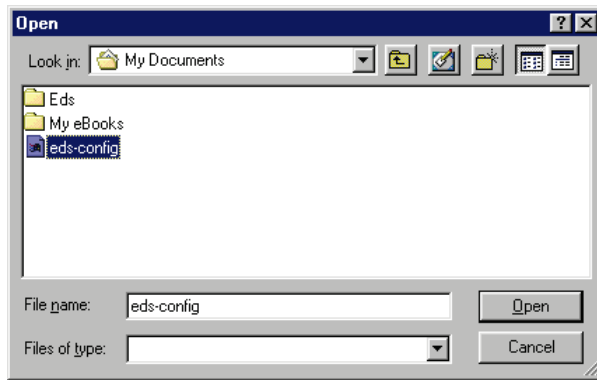 Open
Look in: My Documents
Eds
My eBooks
eds-config
File name: eds-config Open
Files of type: Cancel